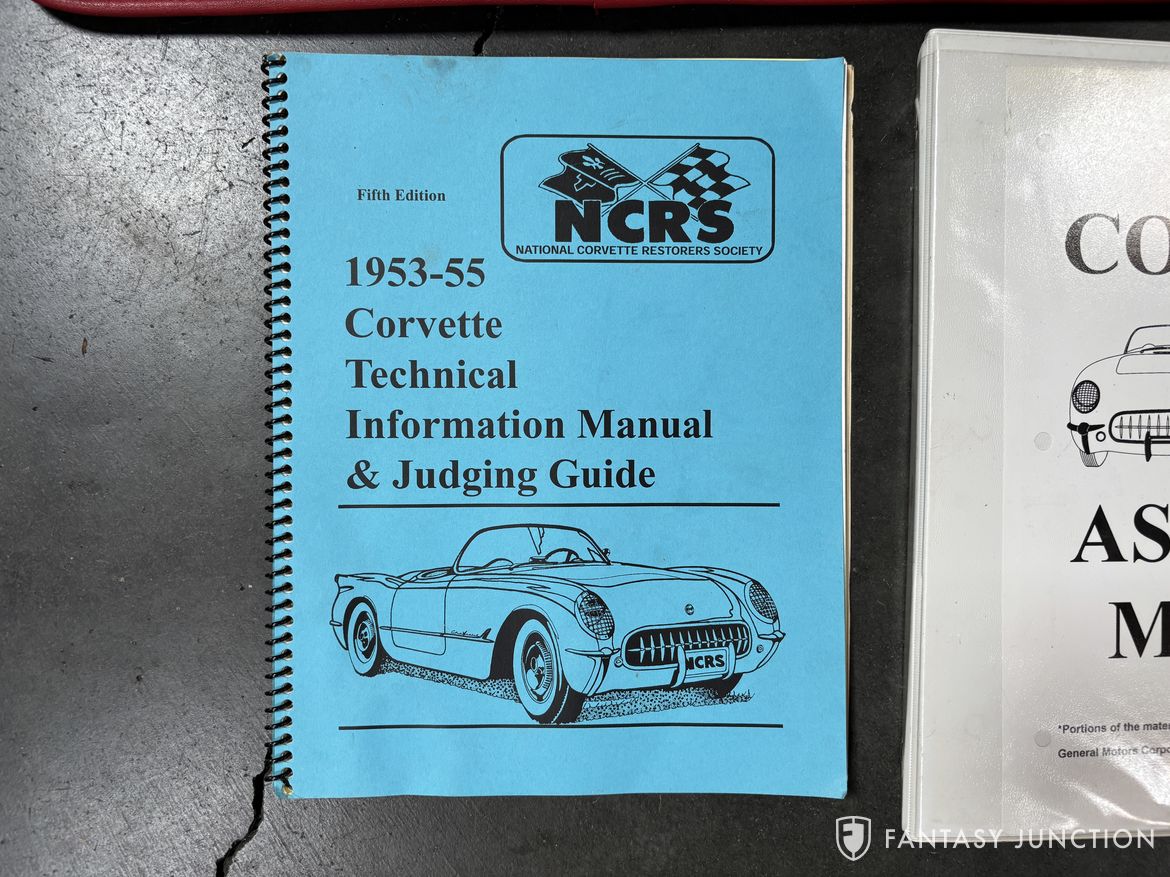 Fifth Edition
NCRS
NATIONAL CORVETTE RESTORERS SOCIETY
1953-55
Corvette
Technical
Information Manual
& Judging Guide
NCRS
CO
AS
M
*Portions of the mater
General Motors Corpo
FANTASY JUNCTION